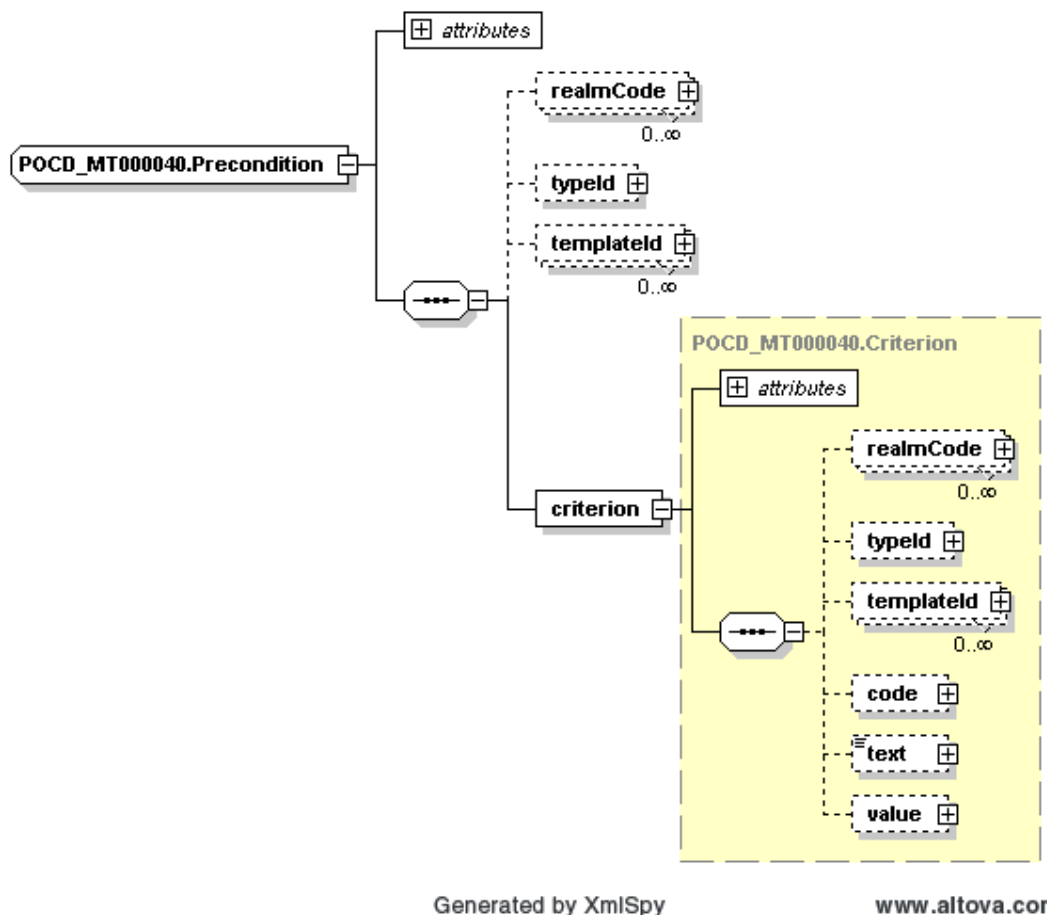 attributes
realmCode
0..∞
POCD_MT000040.Precondition
typeId
templateId
0..∞
POCD_MT000040.Criterion
attributes
realmCode
0..∞
criterion
typeId
templateId
0..∞
code
text
value
Generated by XmlSpy www.altova.cor